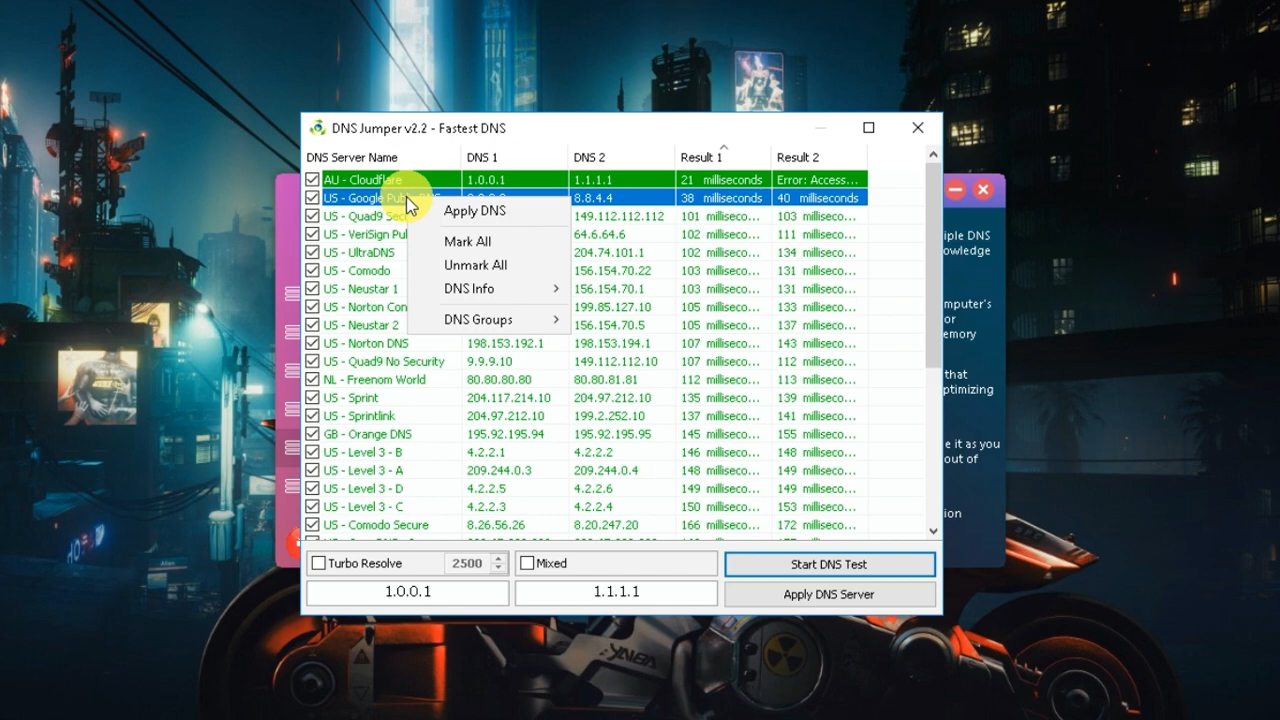 DNS Jumper v2.2 - Fastest DNS
DNS Server Name DNS 1 DNS 2 Result 1 Result 2
AU - Cloudflare 1.0.0.1 1.1.1.1 21 milliseconds Error: Access...
US - Google Public DNS 8.8.4.4 38 milliseconds 40 milliseconds
US - Quad9 149.112.112.112 101 milliseco... 103 milliseco...
US - VeriSign 64.6.64.6 102 milliseco... 111 milliseco...
US - UltraDNS 204.74.101.1 102 milliseco... 134 milliseco...
US - Comodo 156.154.70.22 103 milliseco... 131 milliseco...
US - Neustar 1 156.154.70.1 103 milliseco... 131 milliseco...
US - Norton 199.85.127.10 105 milliseco... 133 milliseco...
US - Neustar 2 156.154.70.5 105 milliseco... 137 milliseco...
US - Norton DNS 198.153.192.1 198.153.194.1 107 milliseco... 143 milliseco...
US - Quad9 No Security 9.9.9.10 149.112.112.10 107 milliseco... 112 milliseco...
NL - Freenom World 80.80.80.80 80.80.81.81 112 milliseco... 113 milliseco...
US - Sprint 204.117.214.10 204.97.212.10 135 milliseco... 139 milliseco...
US - Sprintlink 204.97.212.10 199.2.252.10 137 milliseco... 141 milliseco...
GB - Orange DNS 195.92.195.94 195.92.195.95 145 milliseco... 155 milliseco...
US - Level 3 - B 4.2.2.1 4.2.2.2 146 milliseco... 148 milliseco...
US - Level 3 - A 209.244.0.3 209.244.0.4 148 milliseco... 149 milliseco...
US - Level 3 - D 4.2.2.5 4.2.2.6 149 milliseco... 149 milliseco...
US - Level 3 - C 4.2.2.3 4.2.2.4 150 milliseco... 153 milliseco...
US - Comodo Secure 8.26.56.26 8.20.247.20 166 milliseco... 172 milliseco...
Apply DNS
Mark All
Unmark All
DNS Info
DNS Groups
Turbo Resolve 2500 Mixed Start DNS Test
1.0.0.1 1.1.1.1 Apply DNS Server
iple DNS
owledge
mputer's
or
emory
that
ptimizing
e it as you
out of
ion
YAIBA